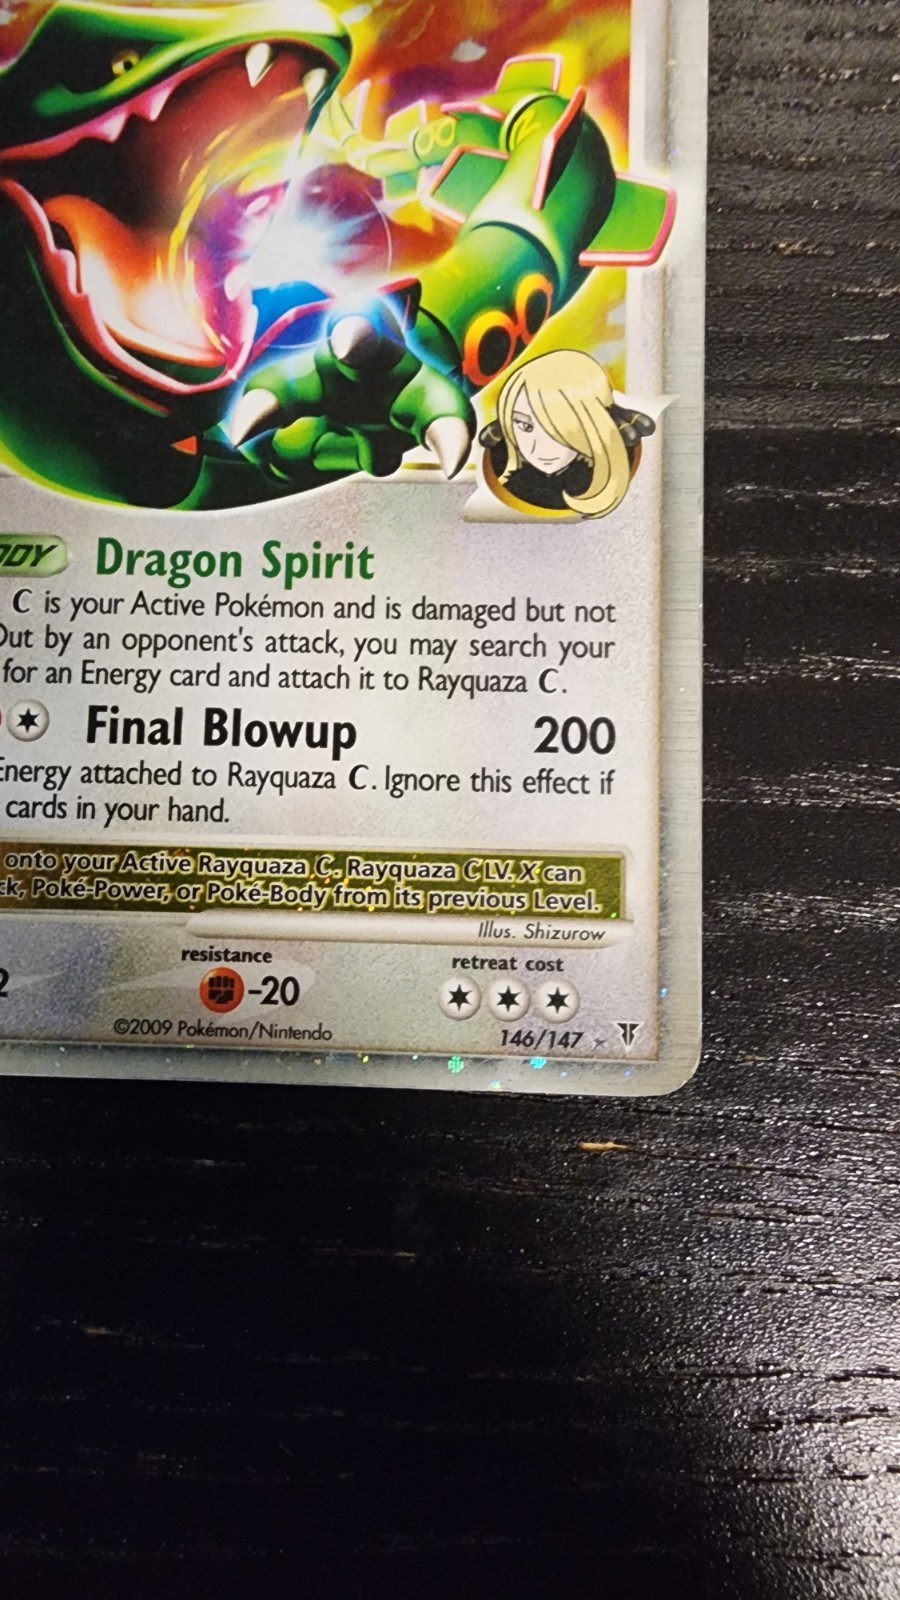 ODY Dragon Spirit
C is your Active Pokémon and is damaged but not
Out by an opponent's attack, you may search your
for an Energy card and attach it to Rayquaza C.
Final Blowup 200
Energy attached to Rayquaza C. Ignore this effect if
cards in your hand.
onto your Active Rayquaza C. Rayquaza C LV. X can
ck, Poké-Power, or Poké-Body from its previous Level.
Illus. Shizurow
2 resistance -20 retreat cost
©2009 Pokémon/Nintendo 146/147